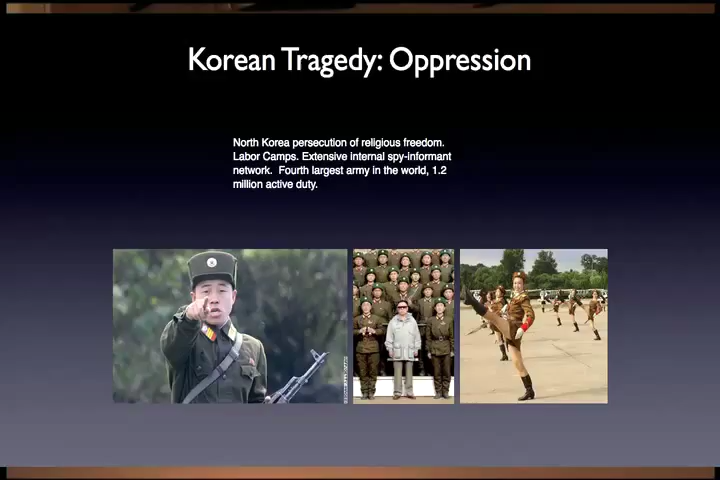 Korean Tragedy: Oppression
North Korea persecution of religious freedom.
Labor Camps. Extensive internal spy-informant
network. Fourth largest army in the world, 1.2
million active duty.